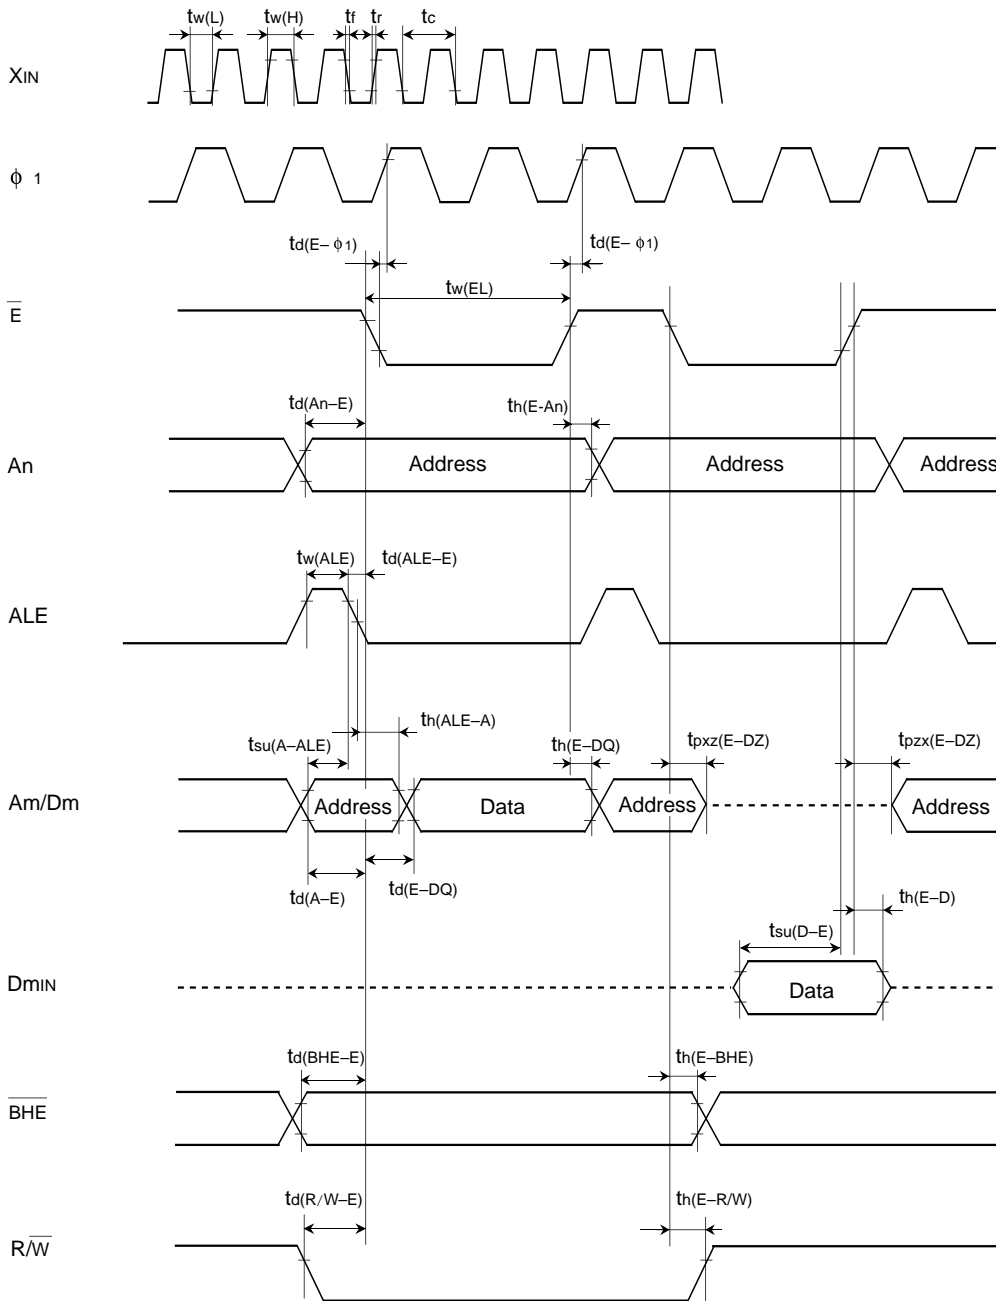 tw(L) tw(H) tf tr tc
XIN
ϕ 1
td(E–ϕ1) td(E–ϕ1)
tw(EL)
E̅
td(An–E) th(E-An)
An Address Address Address
tw(ALE) td(ALE–E)
ALE
th(ALE–A)
tsu(A–ALE) th(E–DQ) tpxz(E–DZ) tpzx(E–DZ)
Am/Dm Address Data Address Address
td(A–E) td(E–DQ)
th(E–D)
tsu(D–E)
DmIN Data
td(BHE–E) th(E–BHE)
B̅H̅E̅
td(R/W–E) th(E–R/W)
R/W̅